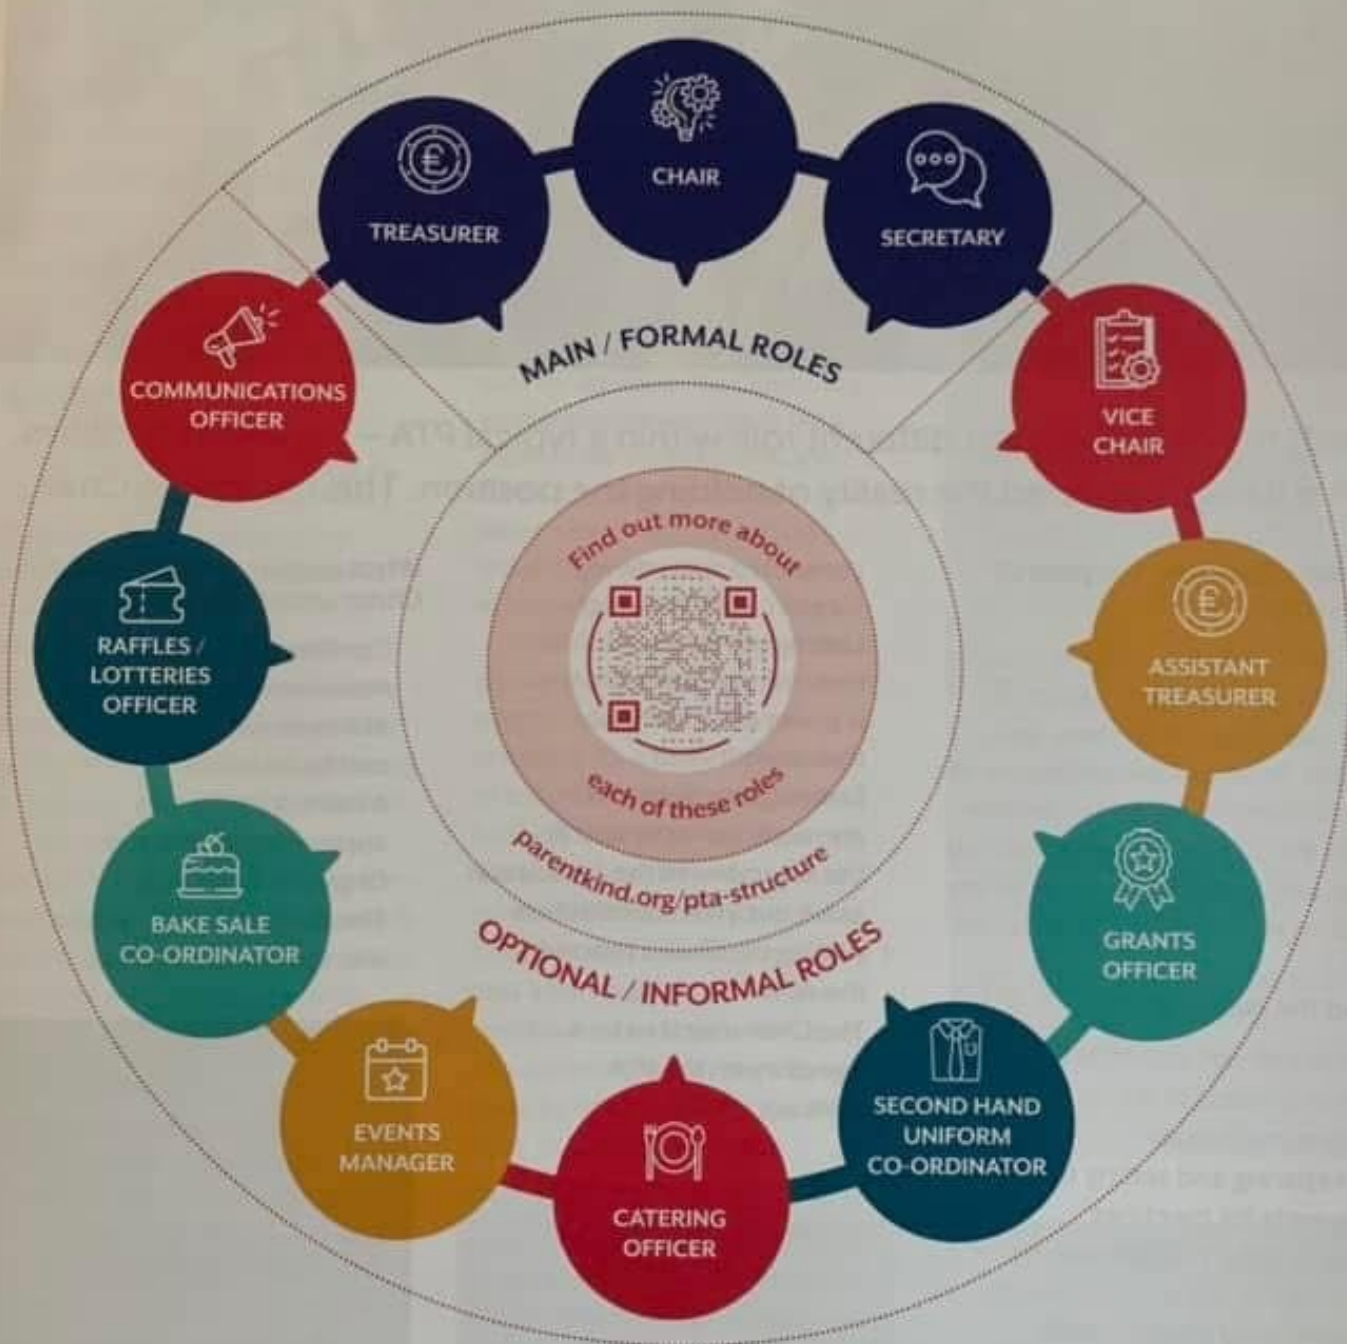 CHAIR
TREASURER
SECRETARY
MAIN / FORMAL ROLES
COMMUNICATIONS
OFFICER
VICE
CHAIR
RAFFLES /
LOTTERIES
OFFICER
ASSISTANT
TREASURER
Find out more about
each of these roles
parentkind.org/pta-structure
OPTIONAL / INFORMAL ROLES
BAKE SALE
CO-ORDINATOR
GRANTS
OFFICER
EVENTS
MANAGER
SECOND HAND
UNIFORM
CO-ORDINATOR
CATERING
OFFICER